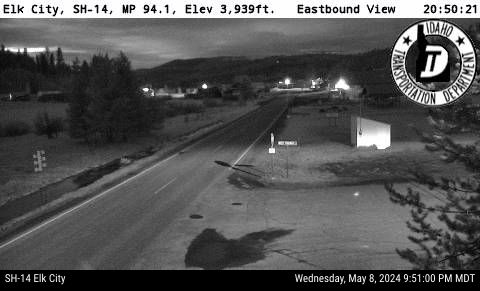 Elk City, SH-14, MP 94.1, Elev 3,939ft. Eastbound View 20:50:21
IDAHO
TRANSPORTATION DEPARTMENT
SH-14 Elk City Wednesday, May 8, 2024 9:51:00 PM MDT